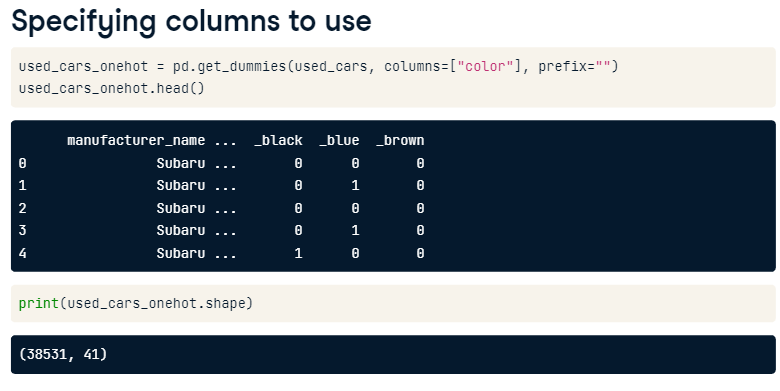 Specifying columns to use
used_cars_onehot = pd.get_dummies(used_cars, columns=["color"], prefix="")
used_cars_onehot.head()
manufacturer_name ... _black _blue _brown
0 Subaru ... 0 0 0
1 Subaru ... 0 1 0
2 Subaru ... 0 0 0
3 Subaru ... 0 1 0
4 Subaru ... 1 0 0
print(used_cars_onehot.shape)
(38531, 41)